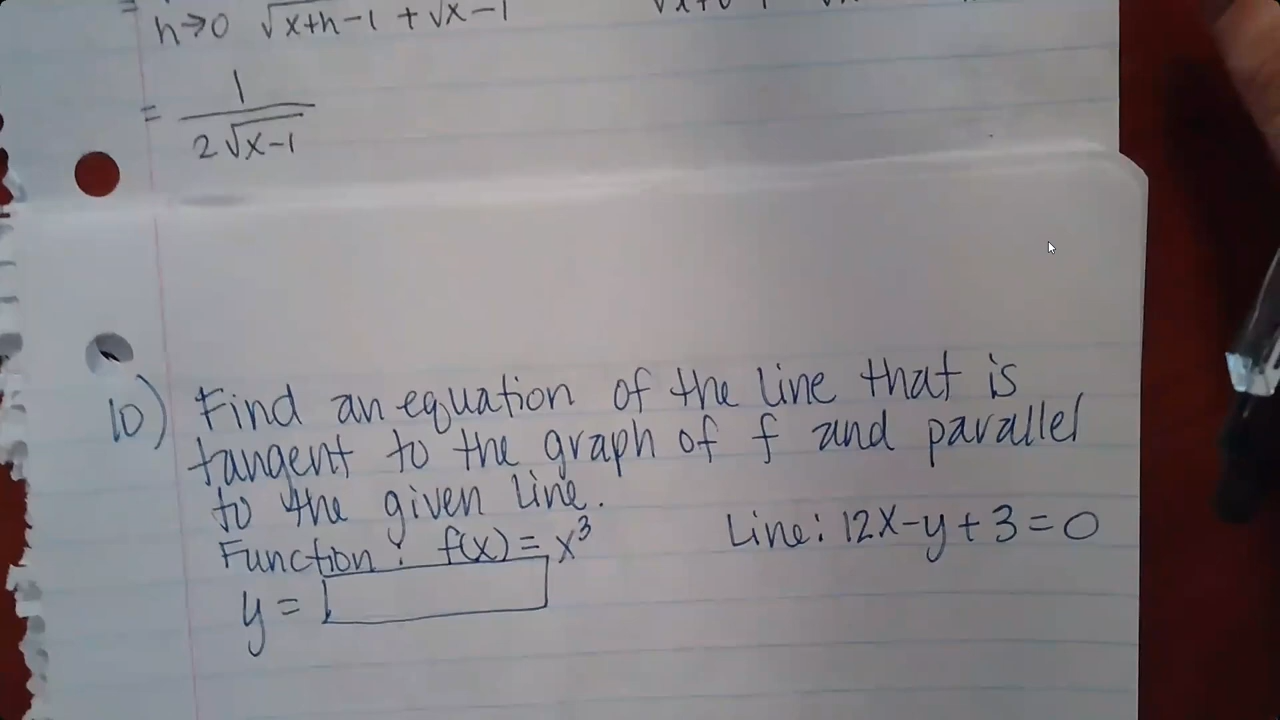 h→0 √x+h-1 + √x-1
= 1
2√x-1
10) Find an equation of the line that is
tangent to the graph of f and parallel
to the given line.
Function: f(x) = x³ Line: 12x-y+3=0
y=